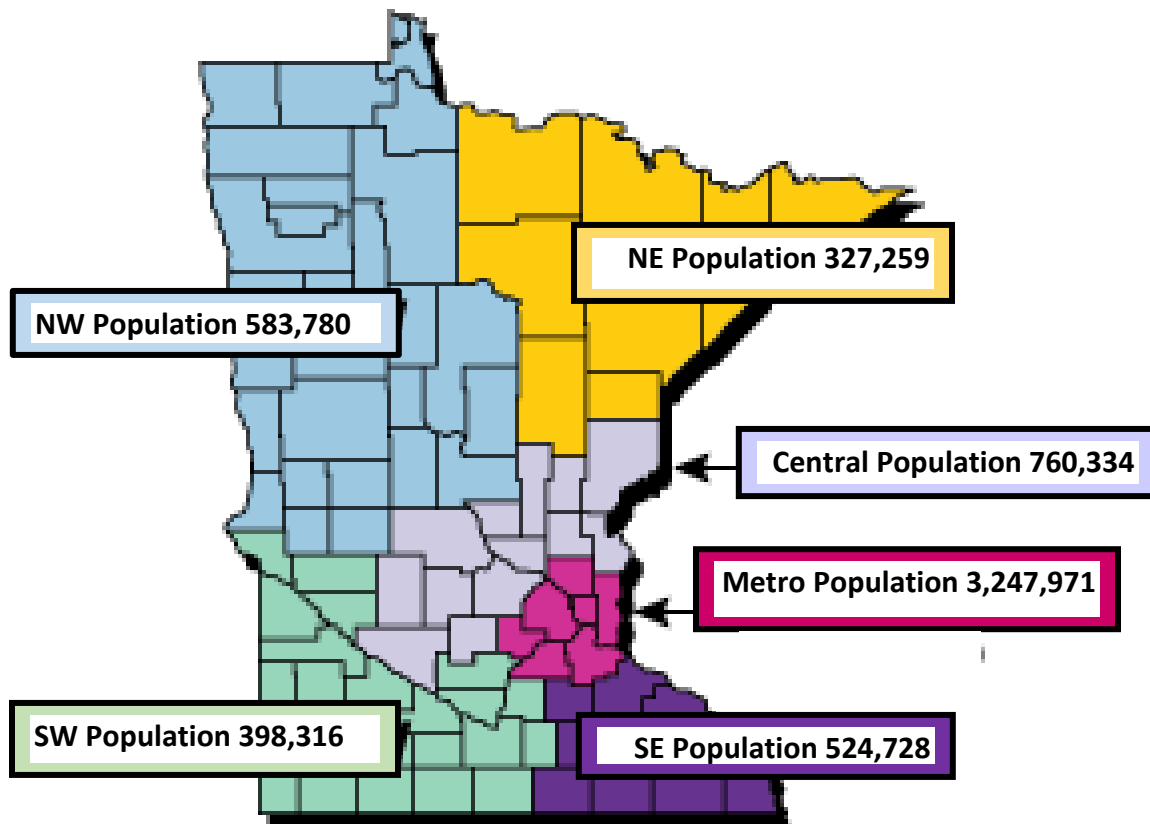 NE Population 327,259
NW Population 583,780
Central Population 760,334
Metro Population 3,247,971
SW Population 398,316
SE Population 524,728